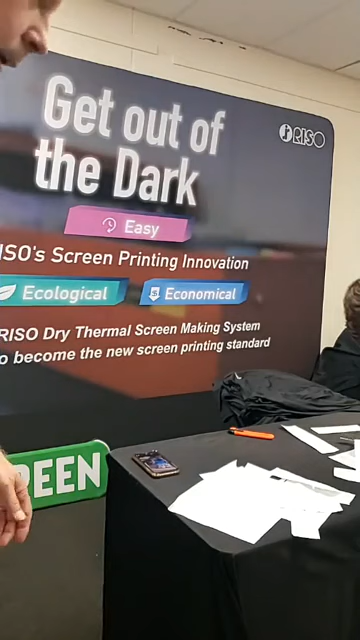 Get out of
the Dark
RISO
Easy
ISO's Screen Printing Innovation
Ecological
Economical
RISO Dry Thermal Screen Making System
o become the new screen printing standard
REEN